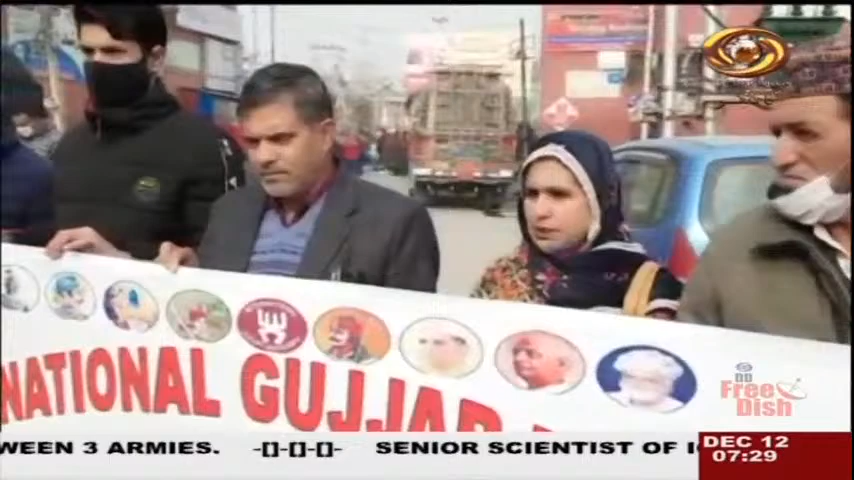 NATIONAL GUJJAR
DD
Free
Dish
WEEN 3 ARMIES. -[]-[]-[]- SENIOR SCIENTIST OF
DEC 12
07:29